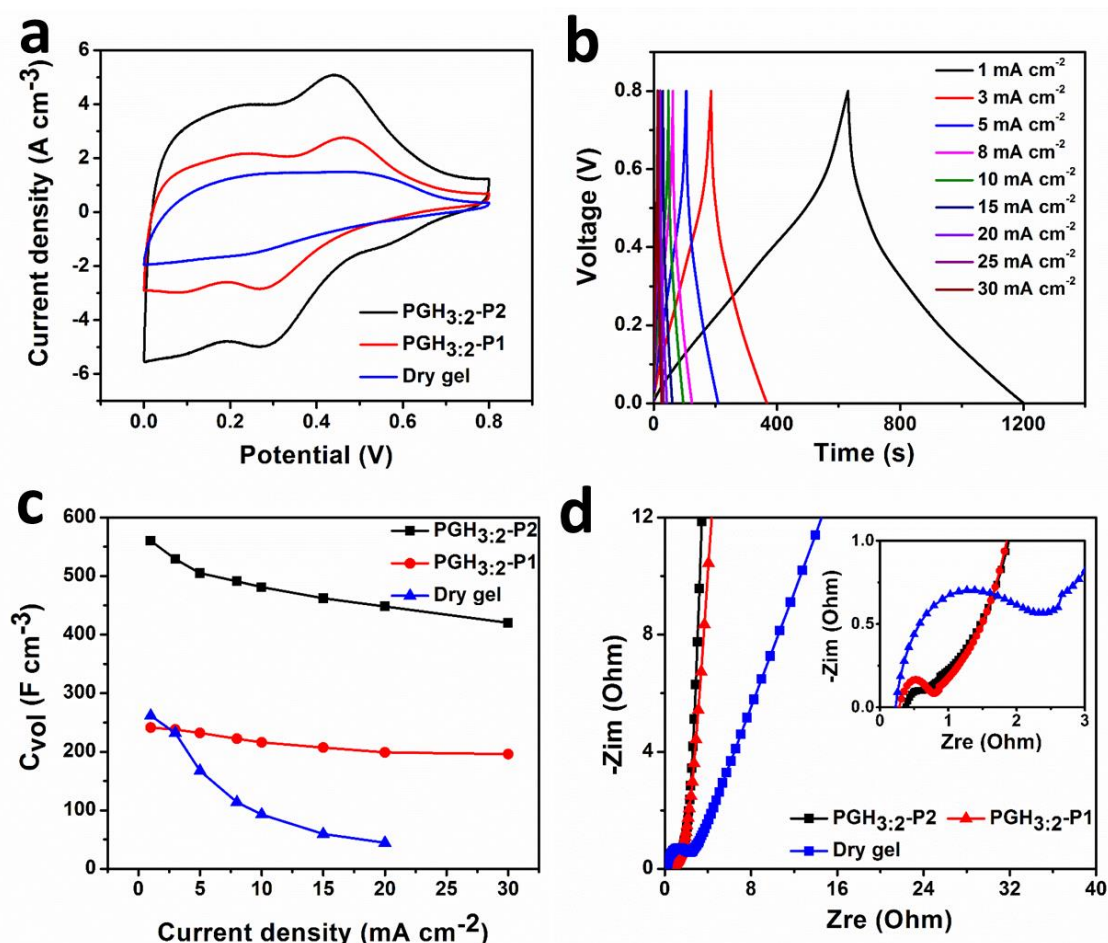 a
Current density (A cm⁻³)
6
4
2
0
-2
-4
-6
0.0 0.2 0.4 0.6 0.8
Potential (V)
PGH₃:₂-P2
PGH₃:₂-P1
Dry gel
b
Voltage (V)
0.8
0.6
0.4
0.2
0.0
0 400 800 1200
Time (s)
1 mA cm⁻²
3 mA cm⁻²
5 mA cm⁻²
8 mA cm⁻²
10 mA cm⁻²
15 mA cm⁻²
20 mA cm⁻²
25 mA cm⁻²
30 mA cm⁻²
c
Cvol (F cm⁻³)
600
500
400
300
200
100
0
0 5 10 15 20 25 30
Current density (mA cm⁻²)
PGH₃:₂-P2
PGH₃:₂-P1
Dry gel
d
-Zim (Ohm)
12
8
4
0
0 4 8 12 16 20 24 28 32 36 40
Zre (Ohm)
PGH₃:₂-P2 PGH₃:₂-P1
Dry gel
-Zim (Ohm)
1.0
0.5
0.0
0 1 2 3
Zre (Ohm)